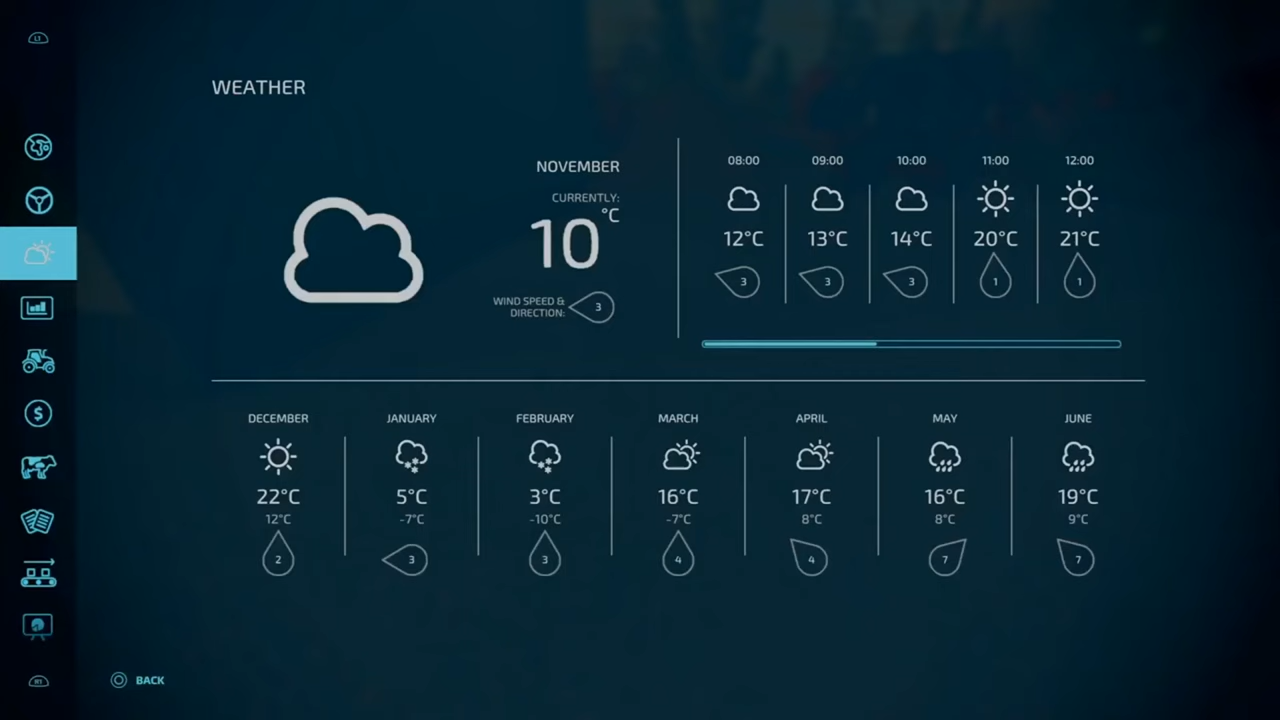 L1
WEATHER
NOVEMBER
CURRENTLY:
10 °C
WIND SPEED &
DIRECTION:
3
08:00 09:00 10:00 11:00 12:00
12°C 13°C 14°C 20°C 21°C
3 3 3 1 1
DECEMBER JANUARY FEBRUARY MARCH APRIL MAY JUNE
22°C 5°C 3°C 16°C 17°C 16°C 19°C
12°C -7°C -10°C -7°C 8°C 8°C 9°C
2 3 3 4 4 7 7
$
R1
BACK